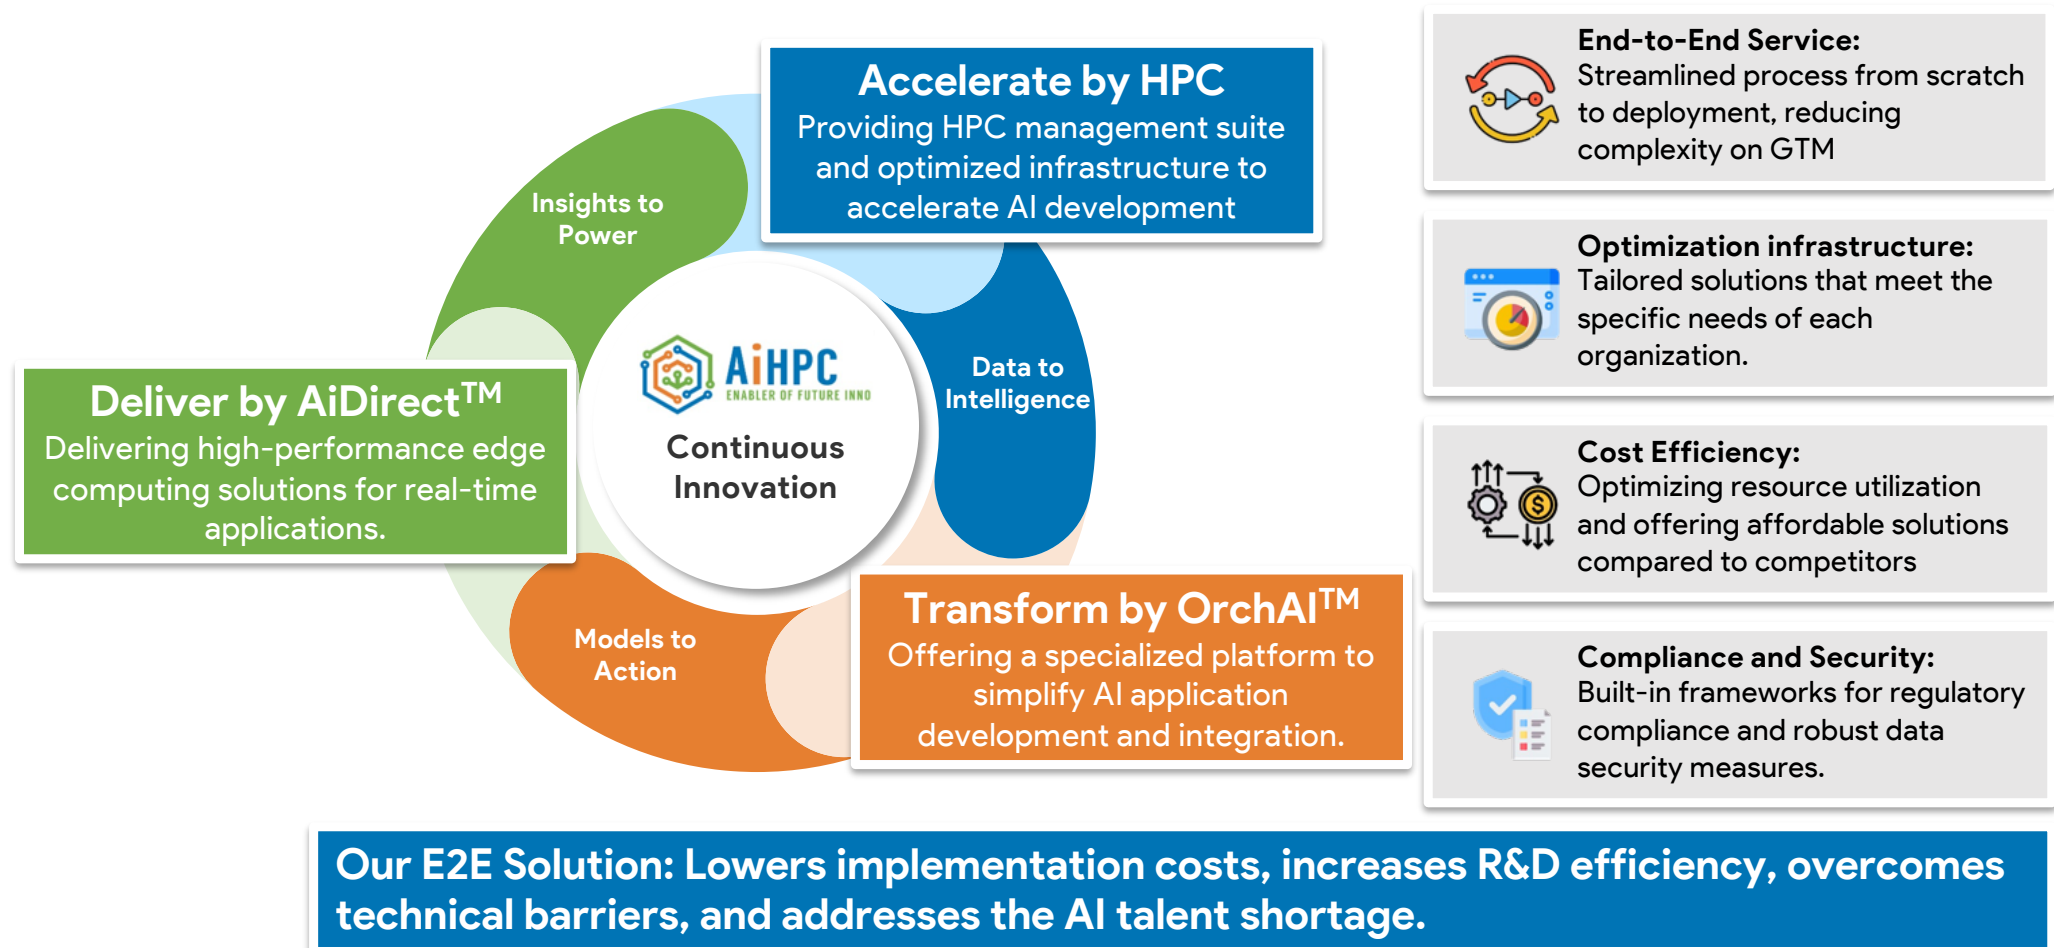 Accelerate by HPC
Providing HPC management suite
and optimized infrastructure to
accelerate AI development
Insights to
Power
Data to
Intelligence
AiHPC
ENABLER OF FUTURE INNO
Continuous
Innovation
Deliver by AiDirect™
Delivering high-performance edge
computing solutions for real-time
applications.
Models to
Action
Transform by OrchAI™
Offering a specialized platform to
simplify AI application
development and integration.
End-to-End Service:
Streamlined process from scratch
to deployment, reducing
complexity on GTM
Optimization infrastructure:
Tailored solutions that meet the
specific needs of each
organization.
Cost Efficiency:
Optimizing resource utilization
and offering affordable solutions
compared to competitors
Compliance and Security:
Built-in frameworks for regulatory
compliance and robust data
security measures.
Our E2E Solution: Lowers implementation costs, increases R&D efficiency, overcomes
technical barriers, and addresses the AI talent shortage.